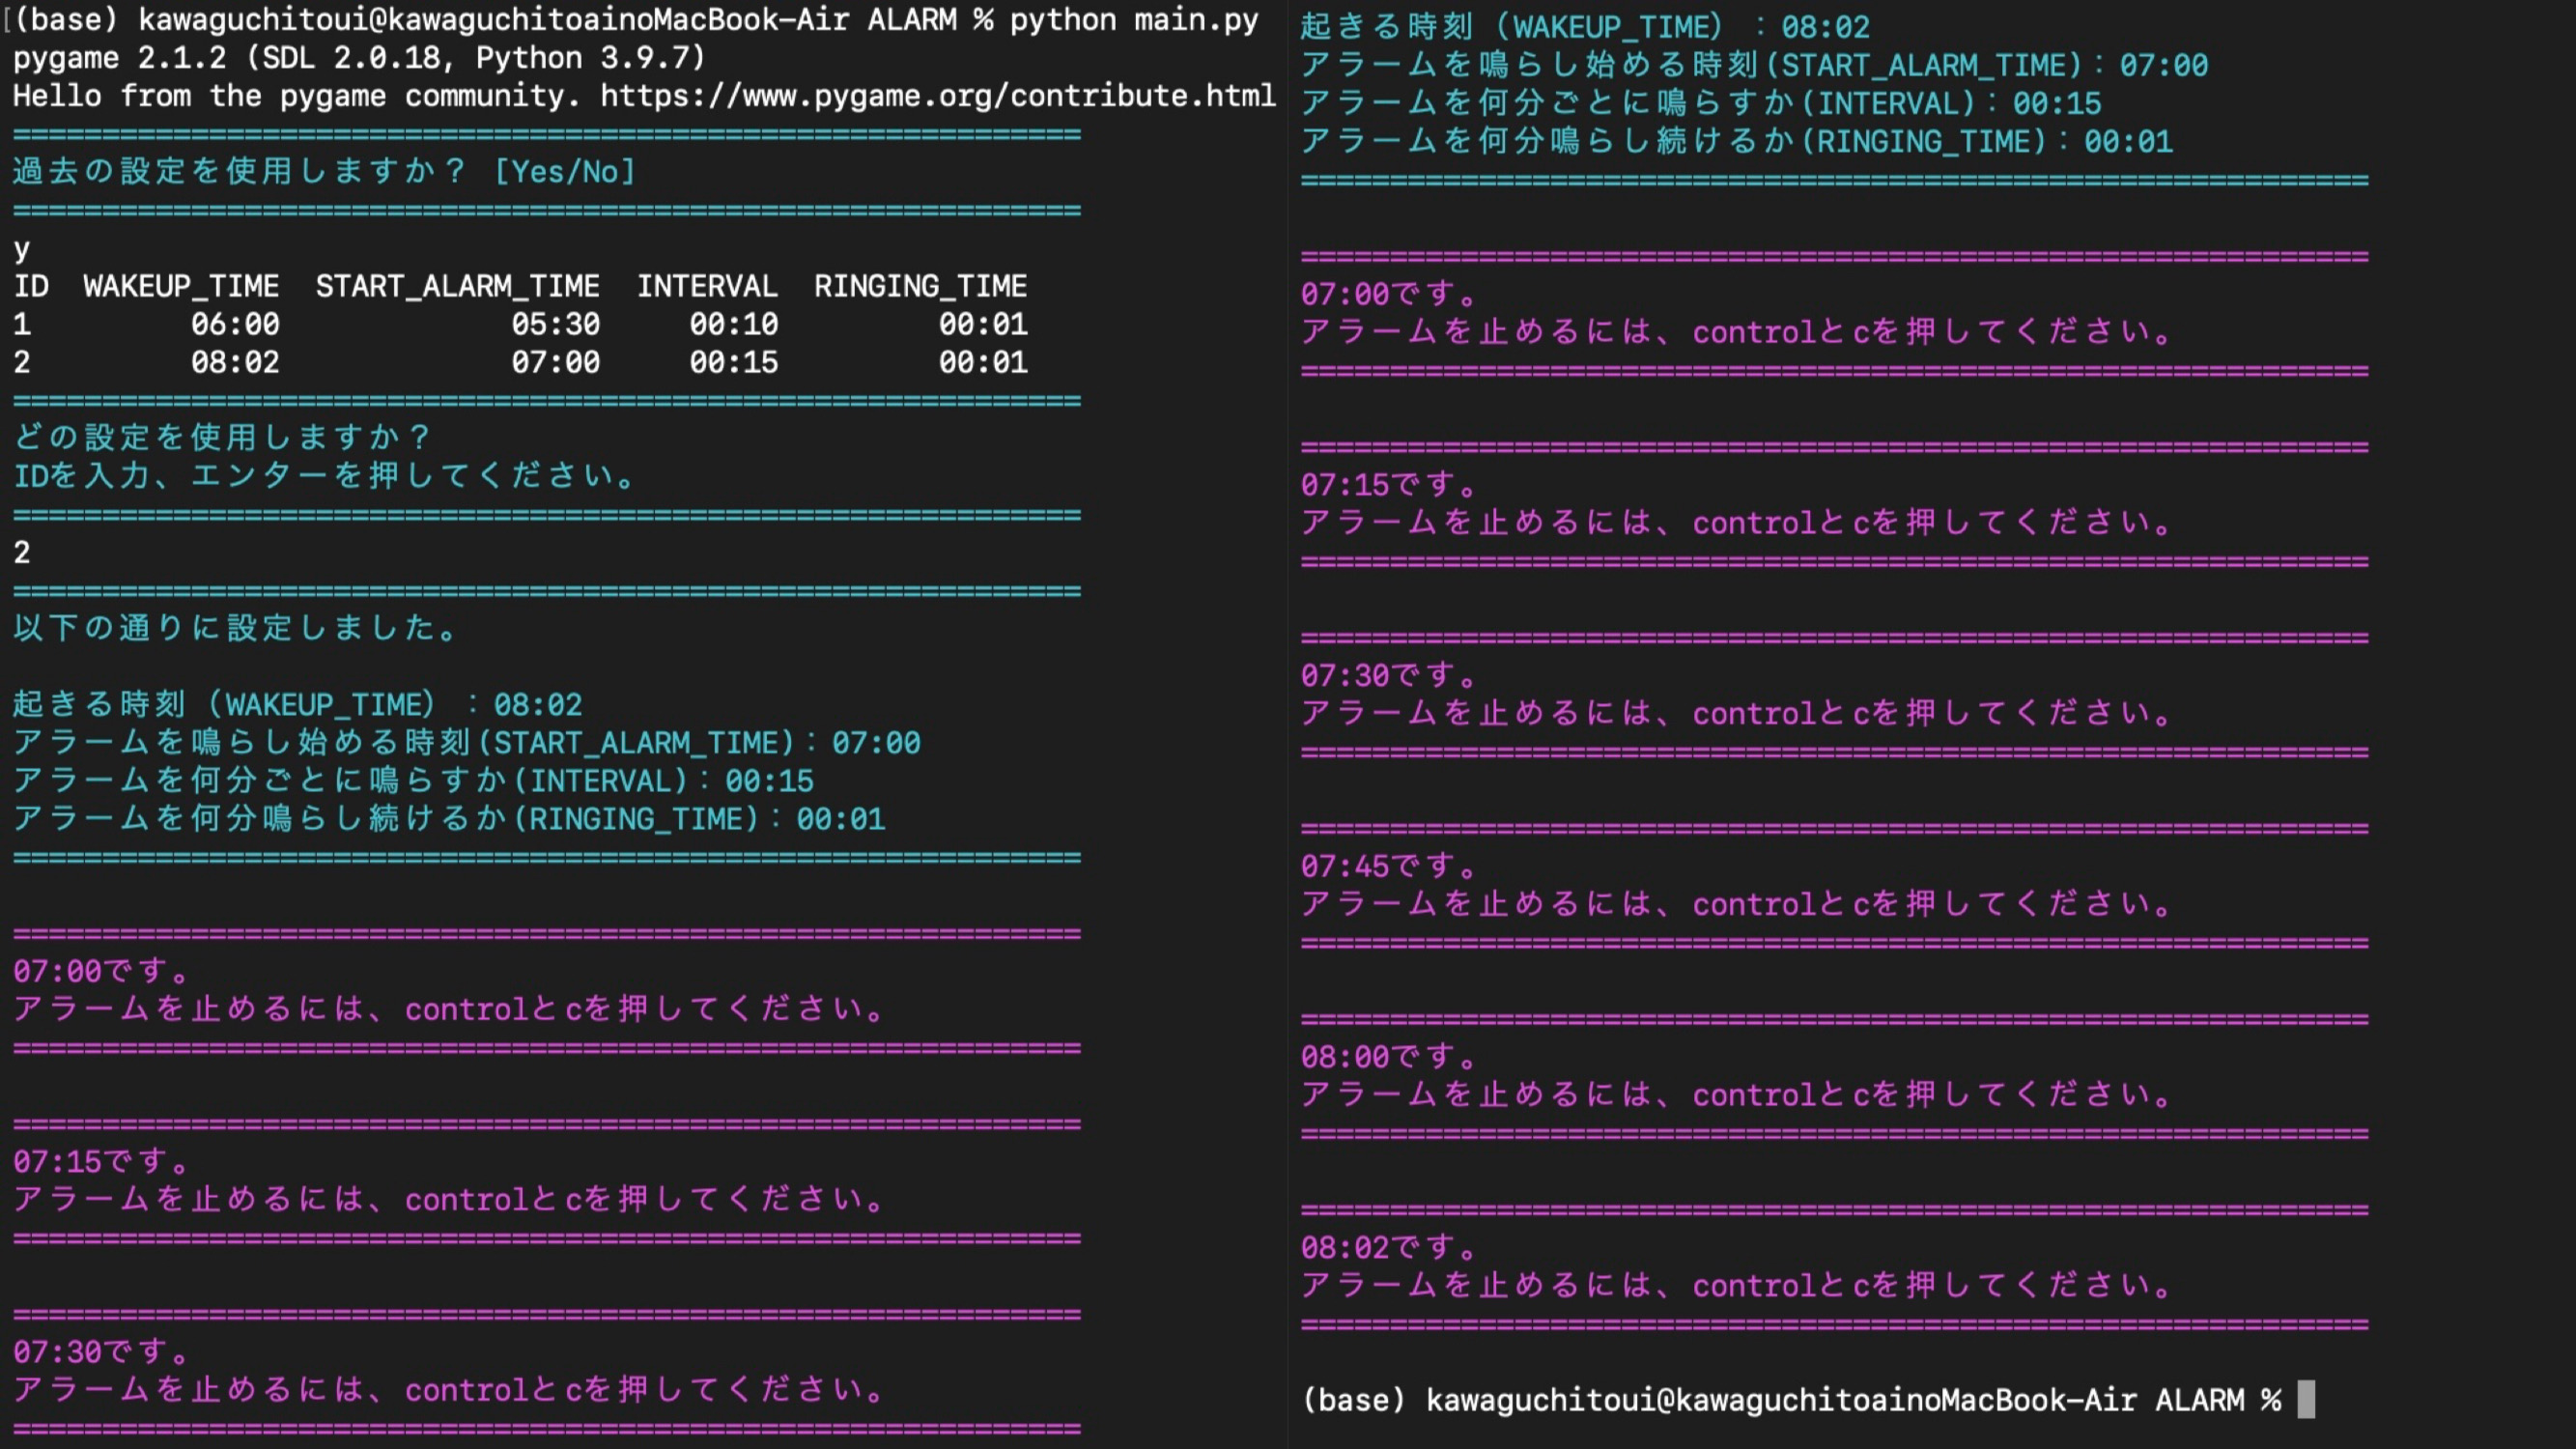 [(base) kawaguchitoui@kawaguchitoainoMacBook-Air ALARM % python main.py
pygame 2.1.2 (SDL 2.0.18, Python 3.9.7)
Hello from the pygame community. https://www.pygame.org/contribute.html
============================================================
過去の設定を使用しますか？ [Yes/No]
============================================================
y
ID  WAKEUP_TIME  START_ALARM_TIME  INTERVAL  RINGING_TIME
1         06:00             05:30     00:10         00:01
2         08:02             07:00     00:15         00:01
============================================================
どの設定を使用しますか？
IDを入力、エンターを押してください。
============================================================
2
============================================================
以下の通りに設定しました。
起きる時刻（WAKEUP_TIME）：08:02
アラームを鳴らし始める時刻(START_ALARM_TIME)：07:00
アラームを何分ごとに鳴らすか(INTERVAL)：00:15
アラームを何分鳴らし続けるか(RINGING_TIME)：00:01
============================================================
============================================================
07:00です。
アラームを止めるには、controlとcを押してください。
============================================================
============================================================
07:15です。
アラームを止めるには、controlとcを押してください。
============================================================
============================================================
07:30です。
アラームを止めるには、controlとcを押してください。
============================================================
起きる時刻（WAKEUP_TIME）：08:02
アラームを鳴らし始める時刻(START_ALARM_TIME)：07:00
アラームを何分ごとに鳴らすか(INTERVAL)：00:15
アラームを何分鳴らし続けるか(RINGING_TIME)：00:01
============================================================
============================================================
07:00です。
アラームを止めるには、controlとcを押してください。
============================================================
============================================================
07:15です。
アラームを止めるには、controlとcを押してください。
============================================================
============================================================
07:30です。
アラームを止めるには、controlとcを押してください。
============================================================
============================================================
07:45です。
アラームを止めるには、controlとcを押してください。
============================================================
============================================================
08:00です。
アラームを止めるには、controlとcを押してください。
============================================================
============================================================
08:02です。
アラームを止めるには、controlとcを押してください。
============================================================
(base) kawaguchitoui@kawaguchitoainoMacBook-Air ALARM %